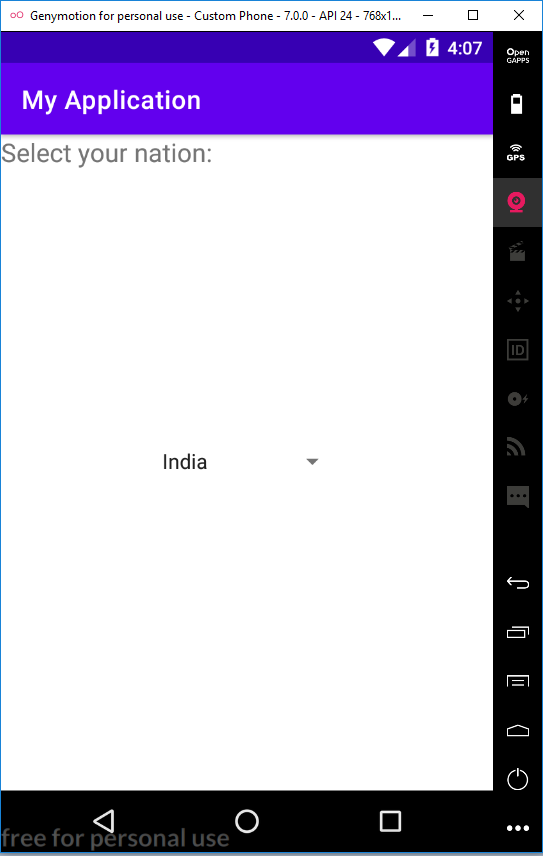 Genymotion for personal use - Custom Phone - 7.0.0 - API 24 - 768x1...
4:07
Open
GAPPS
My Application
Select your nation:
GPS
ID
India
free for personal use